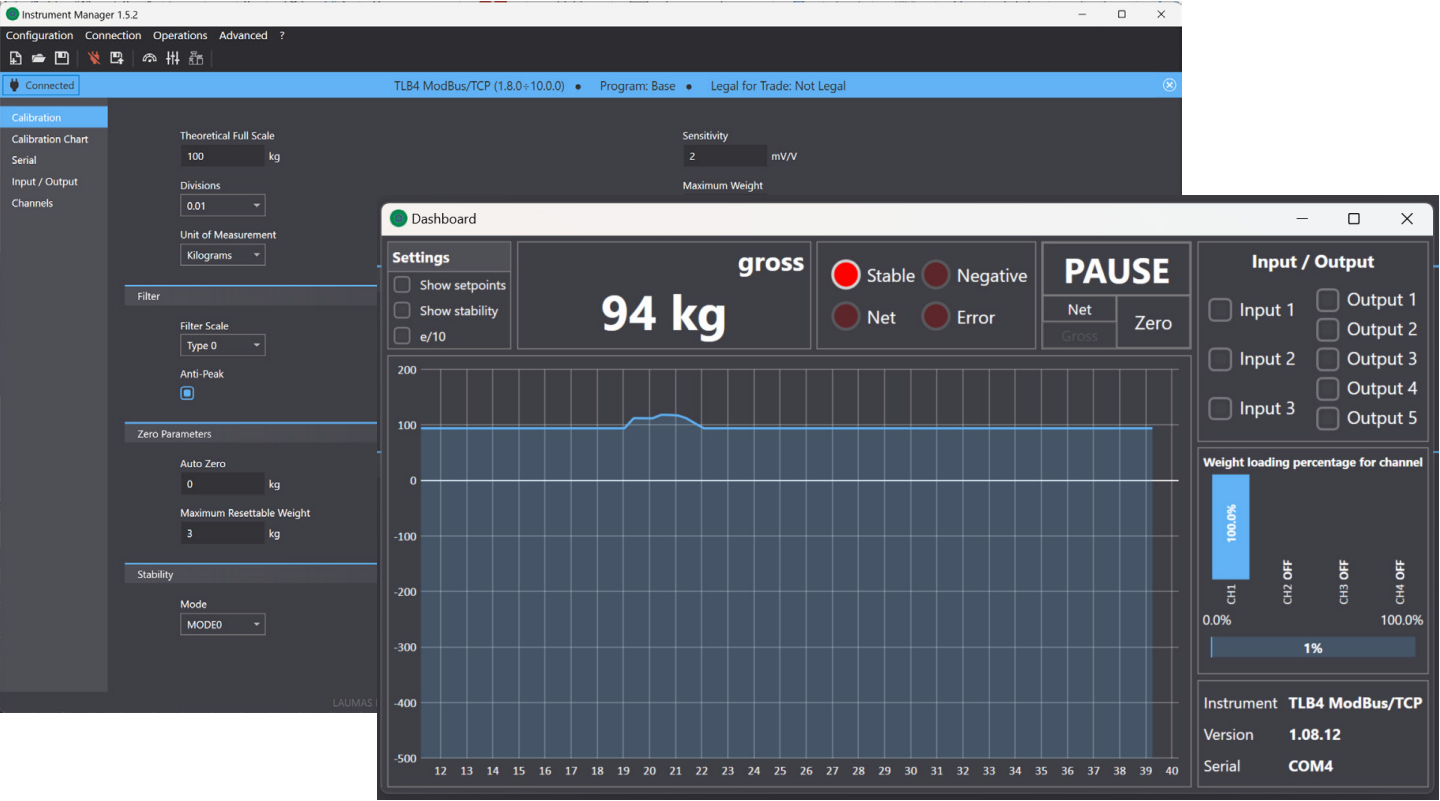 Instrument Manager 1.5.2
Configuration Connection Operations Advanced ?
Connected
TLB4 ModBus/TCP (1.8.0÷10.0.0) ● Program: Base ● Legal for Trade: Not Legal
Calibration
Calibration Chart
Serial
Input / Output
Channels
Theoretical Full Scale
100 kg
Sensitivity
2 mV/V
Divisions
0.01
Maximum Weight
Unit of Measurement
Kilograms
Filter
Filter Scale
Type 0
Anti-Peak
Zero Parameters
Auto Zero
0 kg
Maximum Resettable Weight
3 kg
Stability
Mode
MODE0
LAUMAS
Dashboard
Settings
Show setpoints
Show stability
e/10
gross
94 kg
Stable Negative
Net Error
PAUSE
Net
Gross
Zero
Input / Output
Input 1
Input 2
Input 3
Output 1
Output 2
Output 3
Output 4
Output 5
200
100
0
-100
-200
-300
-400
-500
12 13 14 15 16 17 18 19 20 21 22 23 24 25 26 27 28 29 30 31 32 33 34 35 36 37 38 39 40
Weight loading percentage for channel
100.0%
CH1 CH2 OFF CH3 OFF CH4 OFF
0.0% 100.0%
1%
Instrument TLB4 ModBus/TCP
Version 1.08.12
Serial COM4